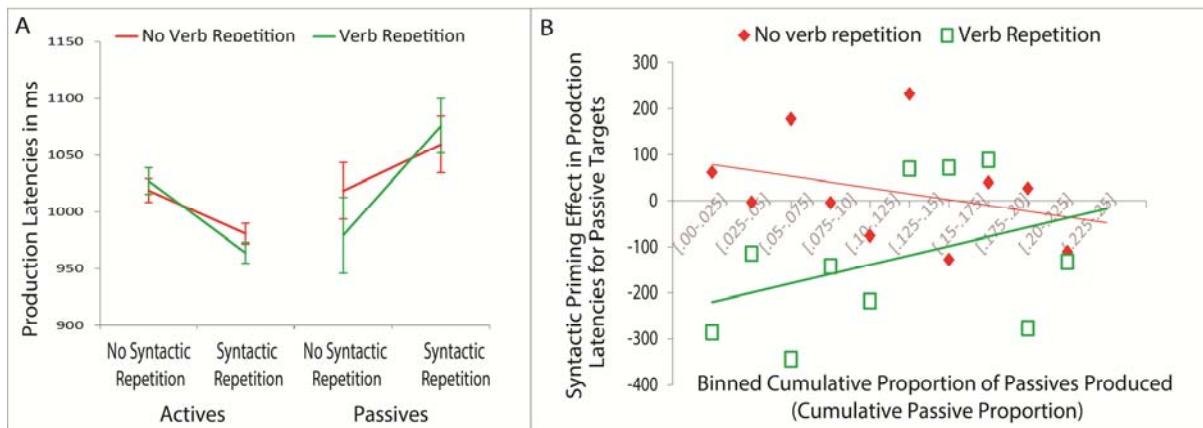 A
No Verb Repetition
Verb Repetition
Production Latencies in ms
1150
1100
1050
1000
950
900
No Syntactic
Repetition
Syntactic
Repetition
No Syntactic
Repetition
Syntactic
Repetition
Actives
Passives
B
No verb repetition
Verb Repetition
Syntactic Priming Effect in Prodction
Latencies for Passive Targets
300
200
100
0
-100
-200
-300
-400
[.00-.025]
[.025-.05]
[.05-.075]
[.075-.10]
[.10-.125]
[.125-.15]
[.15-.175]
[.175-.20]
[.20-.225]
[.225-.25]
Binned Cumulative Proportion of Passives Produced
(Cumulative Passive Proportion)